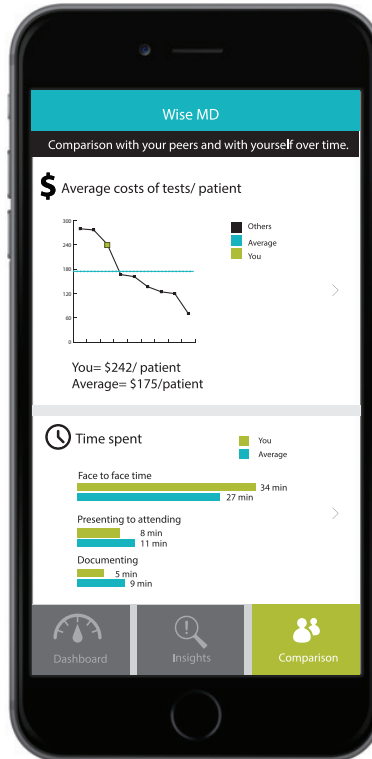 Wise MD
Comparison with your peers and with yourself over time.
$ Average costs of tests/ patient
300
240
180
120
60
0
Others
Average
You
You= $242/ patient
Average= $175/patient
Time spent
You
Average
Face to face time
34 min
27 min
Presenting to attending
8 min
11 min
Documenting
5 min
9 min
Dashboard
Insights
Comparison